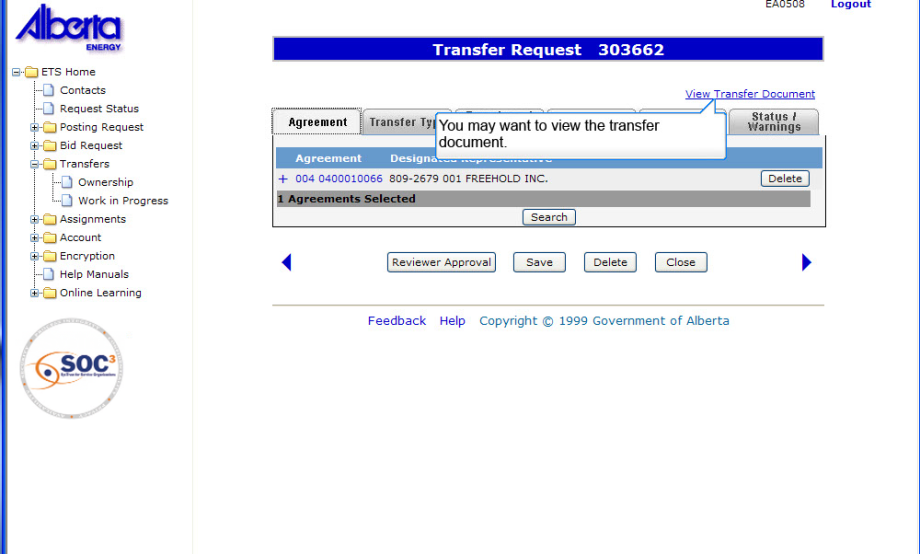 EA0508 Logout
Alberta
ENERGY
Transfer Request 303662
ETS Home
Contacts
Request Status
Posting Request
Bid Request
Transfers
Ownership
Work in Progress
Assignments
Account
Encryption
Help Manuals
Online Learning
SOC3
View Transfer Document
Agreement
Transfer Typ
Status /
Warnings
You may want to view the transfer
document.
Agreement Designated Representative
+ 004 0400010066 809-2679 001 FREEHOLD INC. Delete
1 Agreements Selected
Search
Reviewer Approval Save Delete Close
Feedback Help Copyright © 1999 Government of Alberta